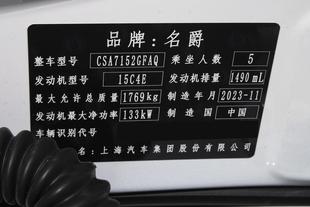 品牌:名爵
整车型号 CSA7152GFAQ 乘坐人数 5
发动机型号 15C4E 发动机排量 1490mL
最大允许总质量 1769kg 制造年月 2023-11
发动机最大净功率 133kW 制造国 中国
车辆识别代号
名:上海汽车集团股份有限公司